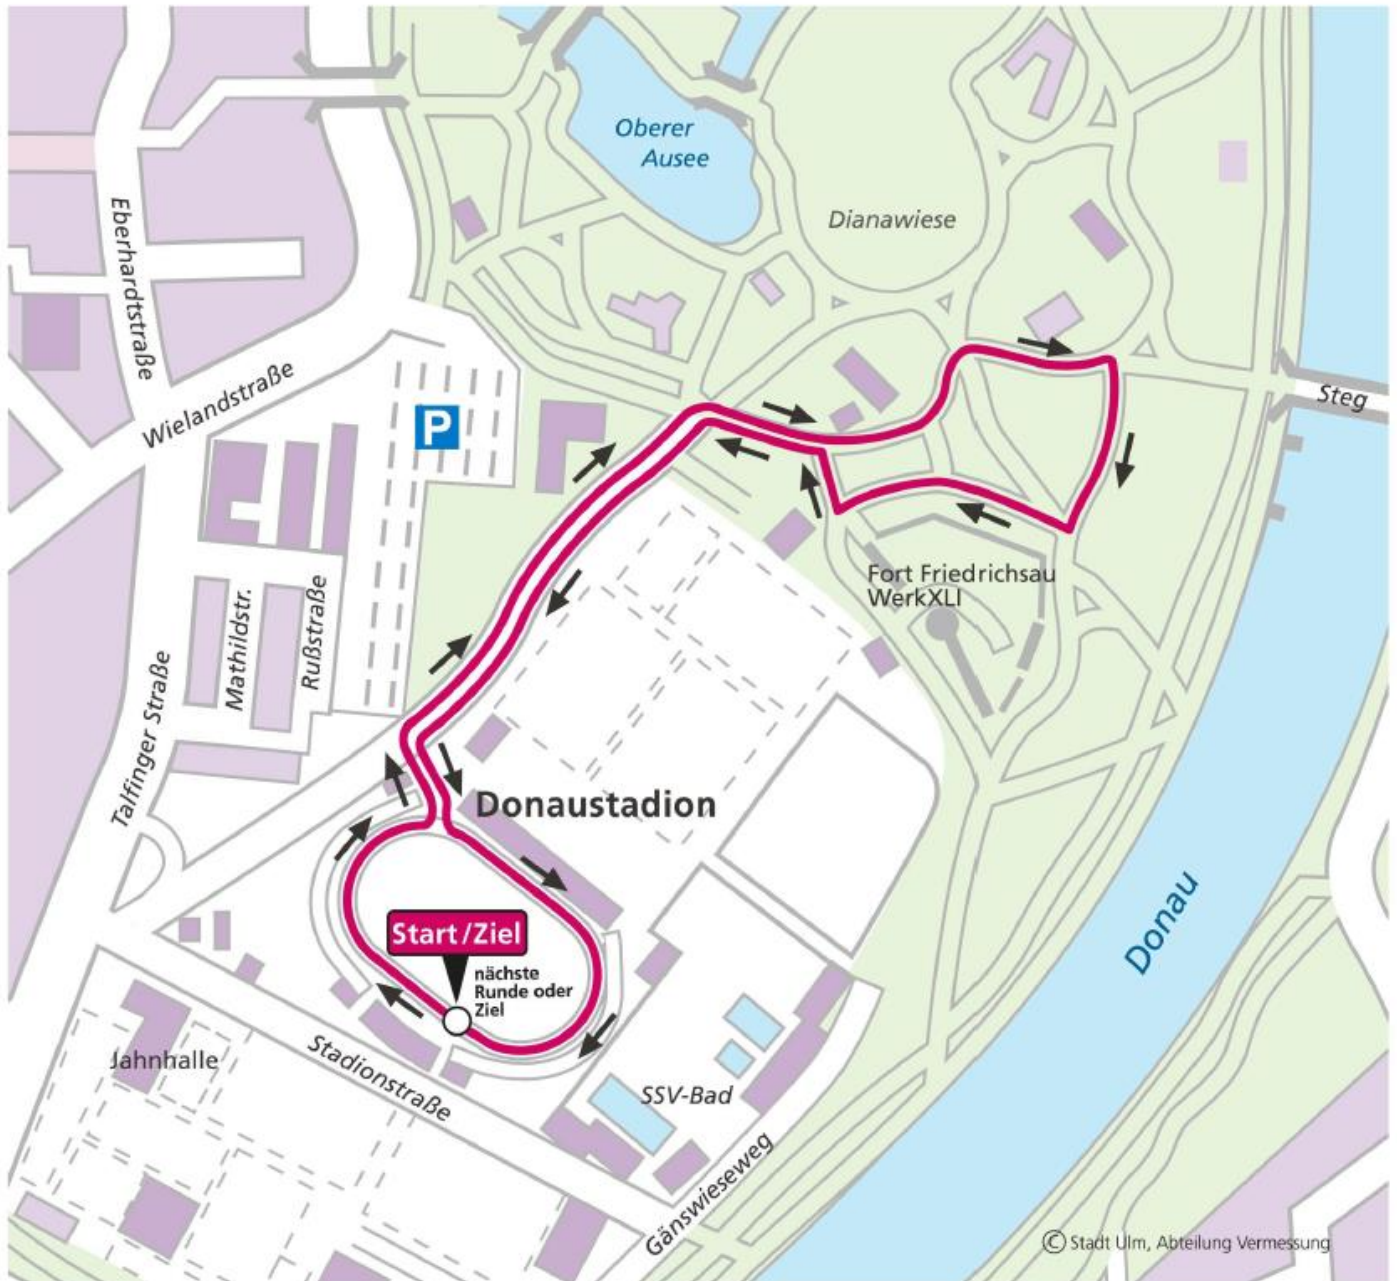 Oberer
Ausee
Dianawiese
Eberhardtstraße
Wielandstraße
Steg
P
Fort Friedrichsau
WerkXLI
Mathildstr.
Rußstraße
Talfinger Straße
Donaustadion
Start/Ziel
nächste
Runde oder
Ziel
Donau
Jahnhalle
Stadionstraße
SSV-Bad
Gänswieseweg
© Stadt Ulm, Abteilung Vermessung